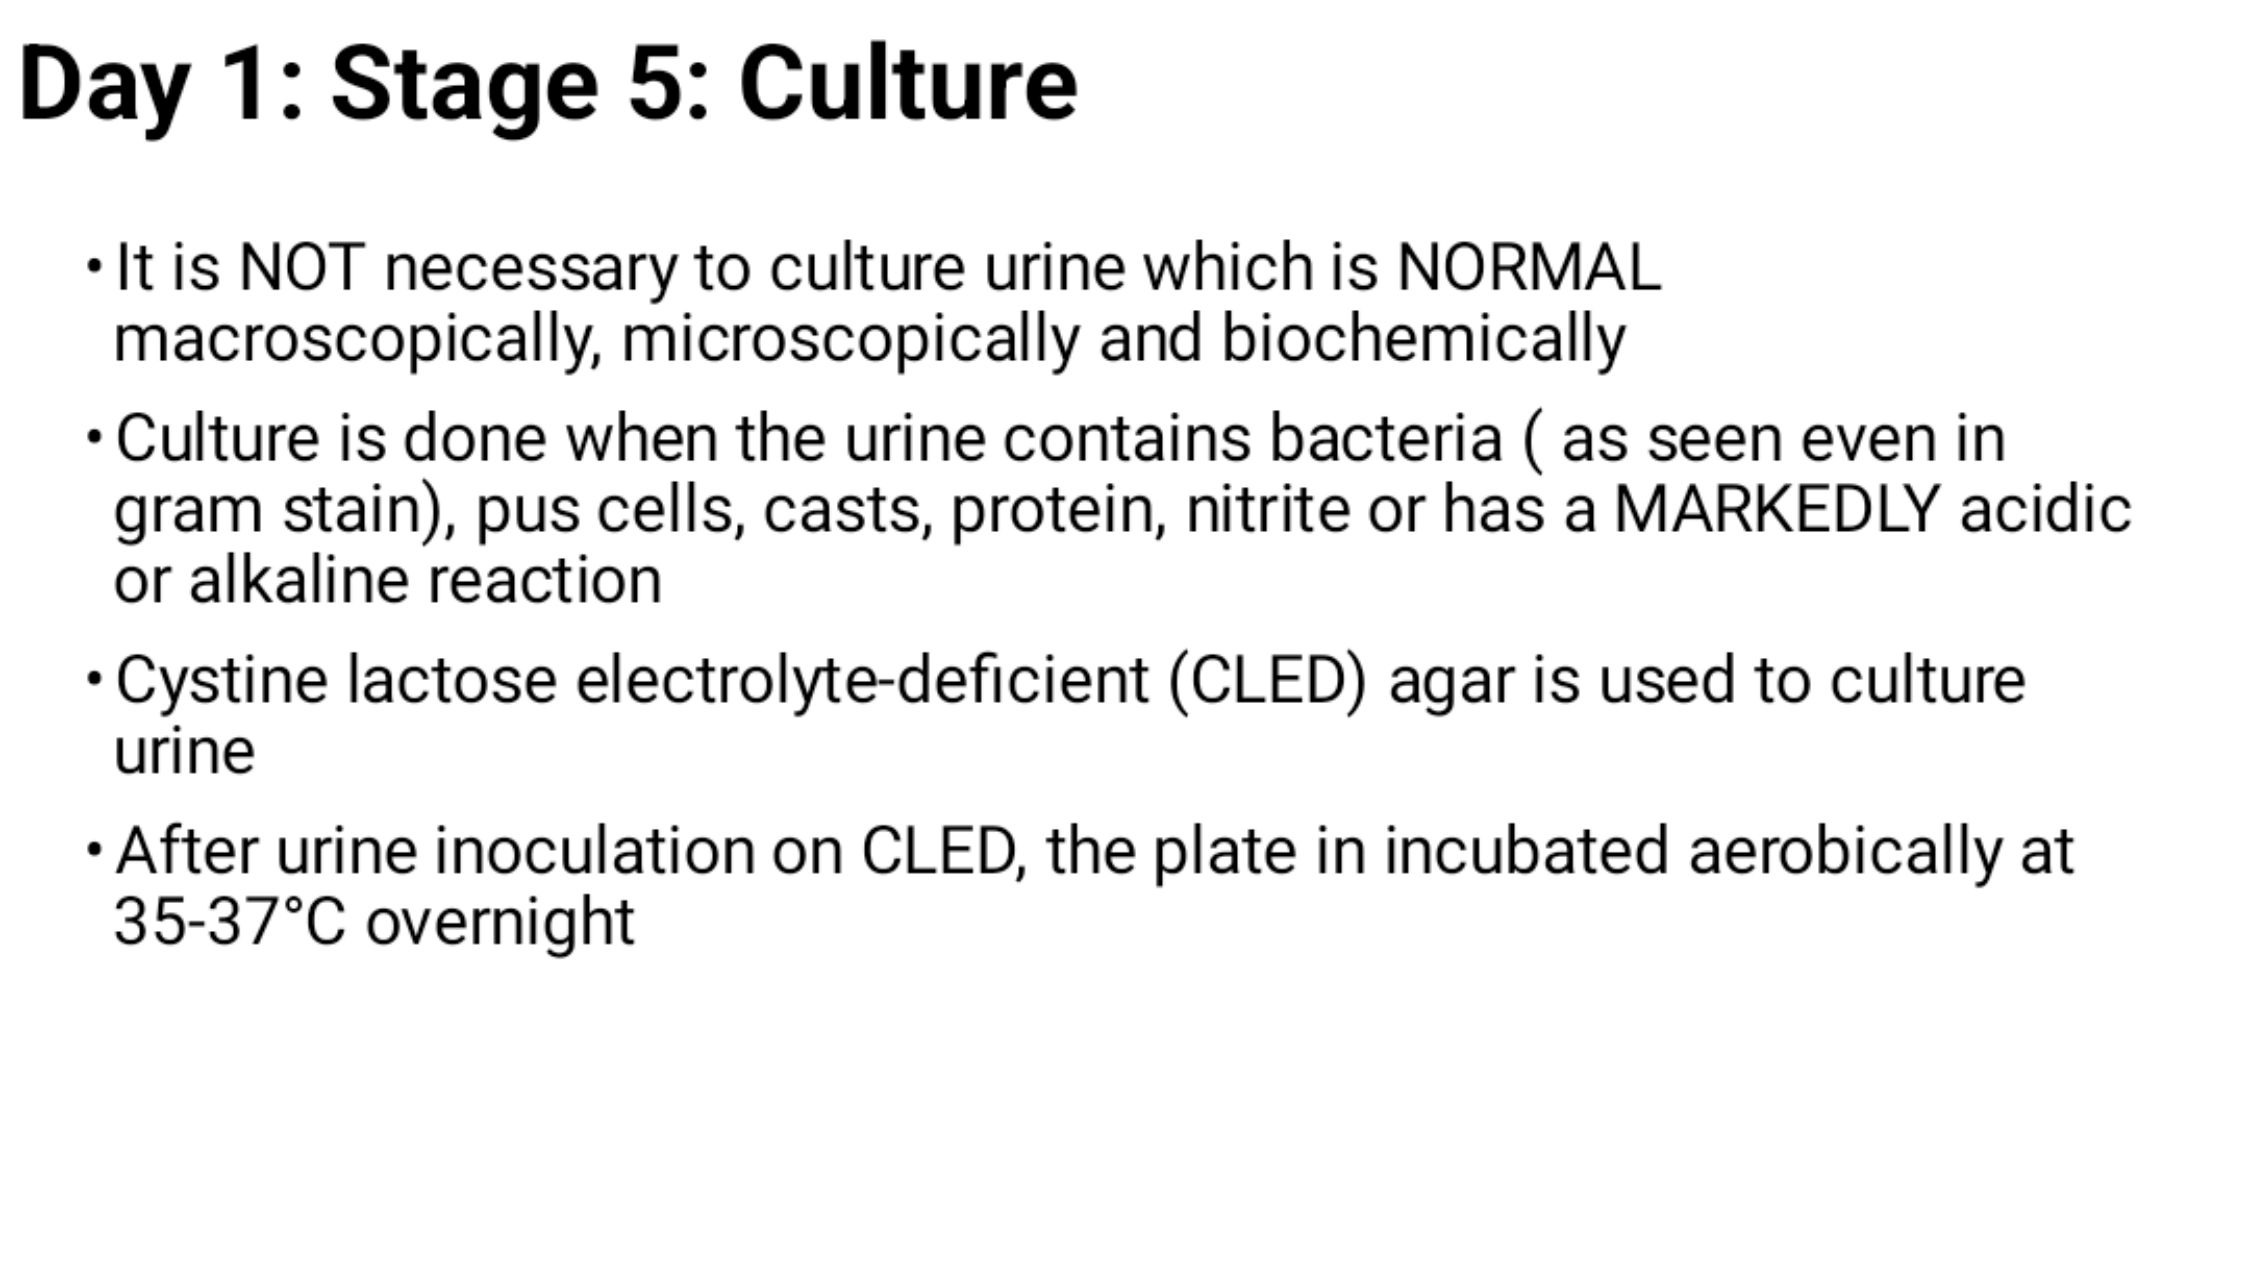 Day 1: Stage 5: Culture
• It is NOT necessary to culture urine which is NORMAL
macroscopically, microscopically and biochemically
• Culture is done when the urine contains bacteria ( as seen even in
gram stain), pus cells, casts, protein, nitrite or has a MARKEDLY acidic
or alkaline reaction
• Cystine lactose electrolyte-deficient (CLED) agar is used to culture
urine
• After urine inoculation on CLED, the plate in incubated aerobically at
35-37°C overnight